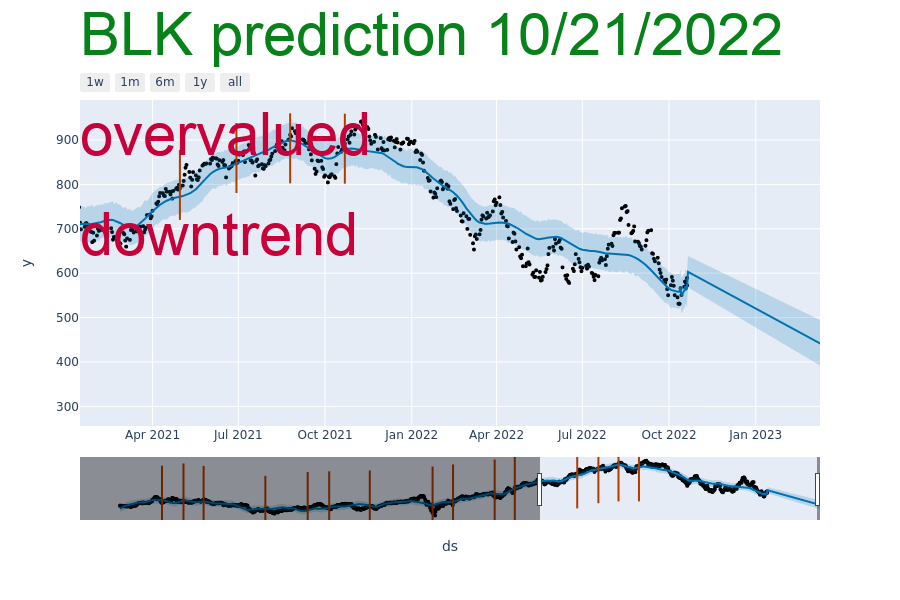 BLK prediction 10/21/2022
1w 1m 6m 1y all
overvalued
downtrend
900
800
700
600
500
400
300
y
Apr 2021 Jul 2021 Oct 2021 Jan 2022 Apr 2022 Jul 2022 Oct 2022 Jan 2023
ds